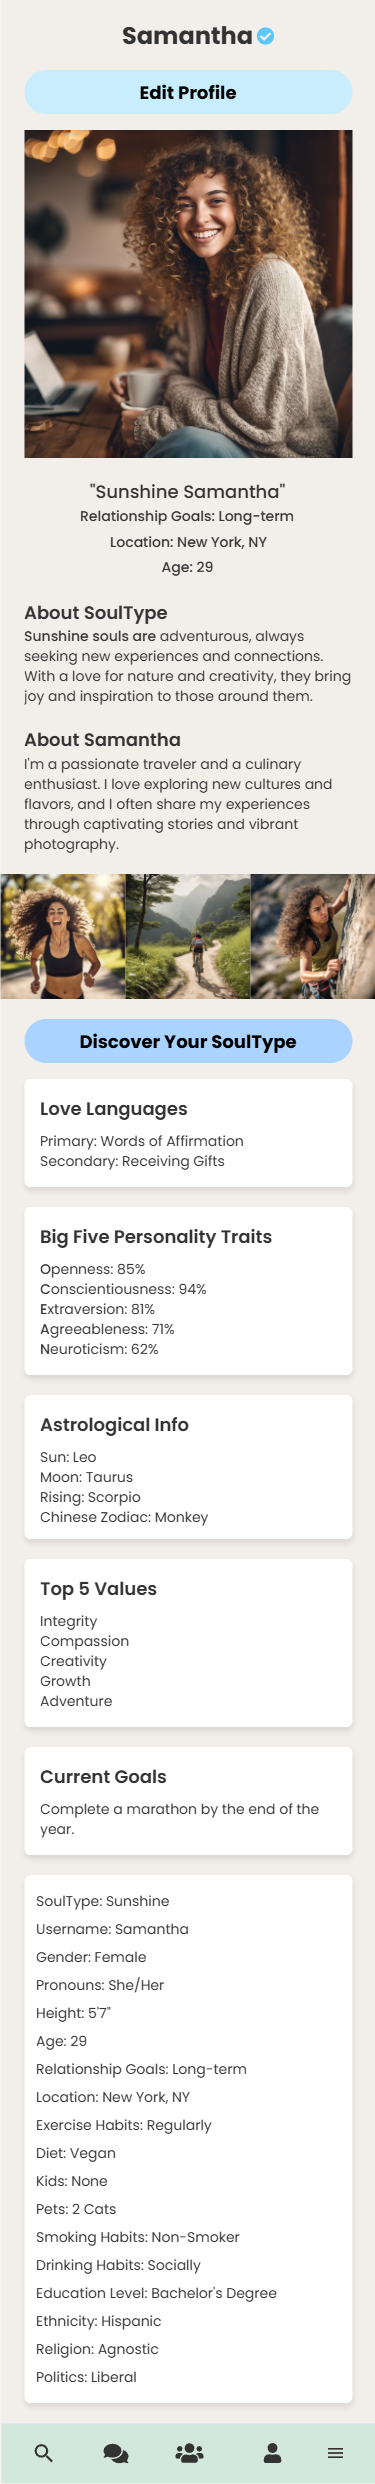 Samantha
Edit Profile
"Sunshine Samantha"
Relationship Goals: Long-term
Location: New York, NY
Age: 29
About SoulType
Sunshine souls are adventurous, always
seeking new experiences and connections.
With a love for nature and creativity, they bring
joy and inspiration to those around them.
About Samantha
I'm a passionate traveler and a culinary
enthusiast. I love exploring new cultures and
flavors, and I often share my experiences
through captivating stories and vibrant
photography.
Discover Your SoulType
Love Languages
Primary: Words of Affirmation
Secondary: Receiving Gifts
Big Five Personality Traits
Openness: 85%
Conscientiousness: 94%
Extraversion: 81%
Agreeableness: 71%
Neuroticism: 62%
Astrological Info
Sun: Leo
Moon: Taurus
Rising: Scorpio
Chinese Zodiac: Monkey
Top 5 Values
Integrity
Compassion
Creativity
Growth
Adventure
Current Goals
Complete a marathon by the end of the
year.
SoulType: Sunshine
Username: Samantha
Gender: Female
Pronouns: She/Her
Height: 5'7"
Age: 29
Relationship Goals: Long-term
Location: New York, NY
Exercise Habits: Regularly
Diet: Vegan
Kids: None
Pets: 2 Cats
Smoking Habits: Non-Smoker
Drinking Habits: Socially
Education Level: Bachelor's Degree
Ethnicity: Hispanic
Religion: Agnostic
Politics: Liberal